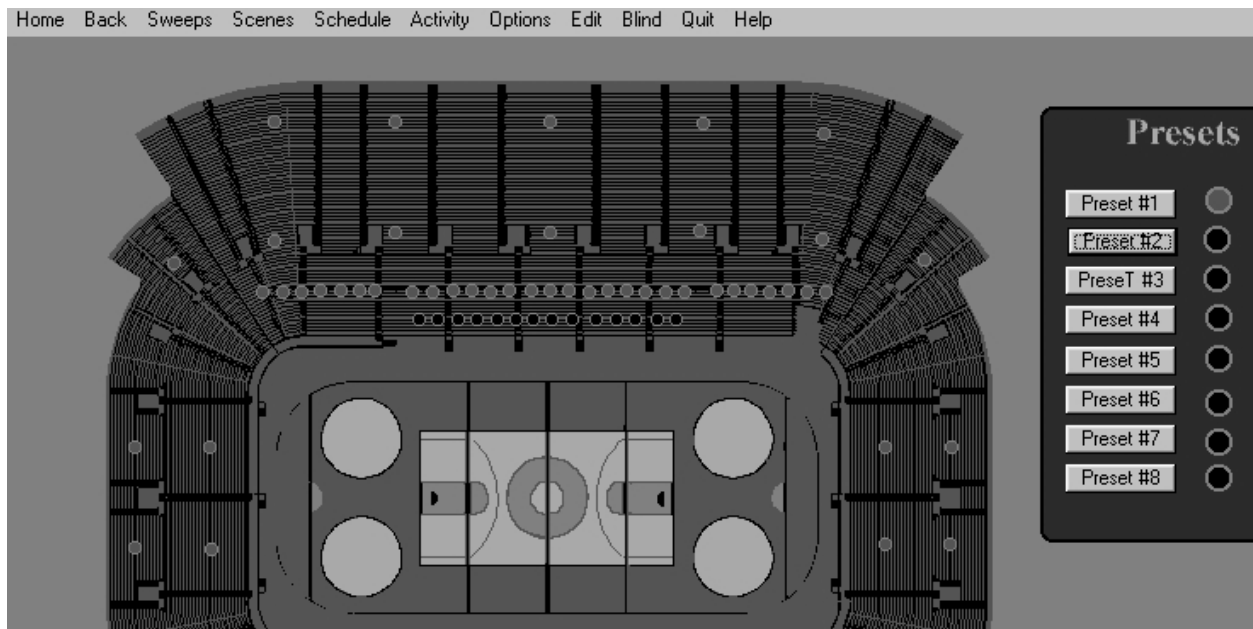 Home Back Sweeps Scenes Schedule Activity Options Edit Blind Quit Help
Presets
Preset #1
Preset #2
PreseT #3
Preset #4
Preset #5
Preset #6
Preset #7
Preset #8